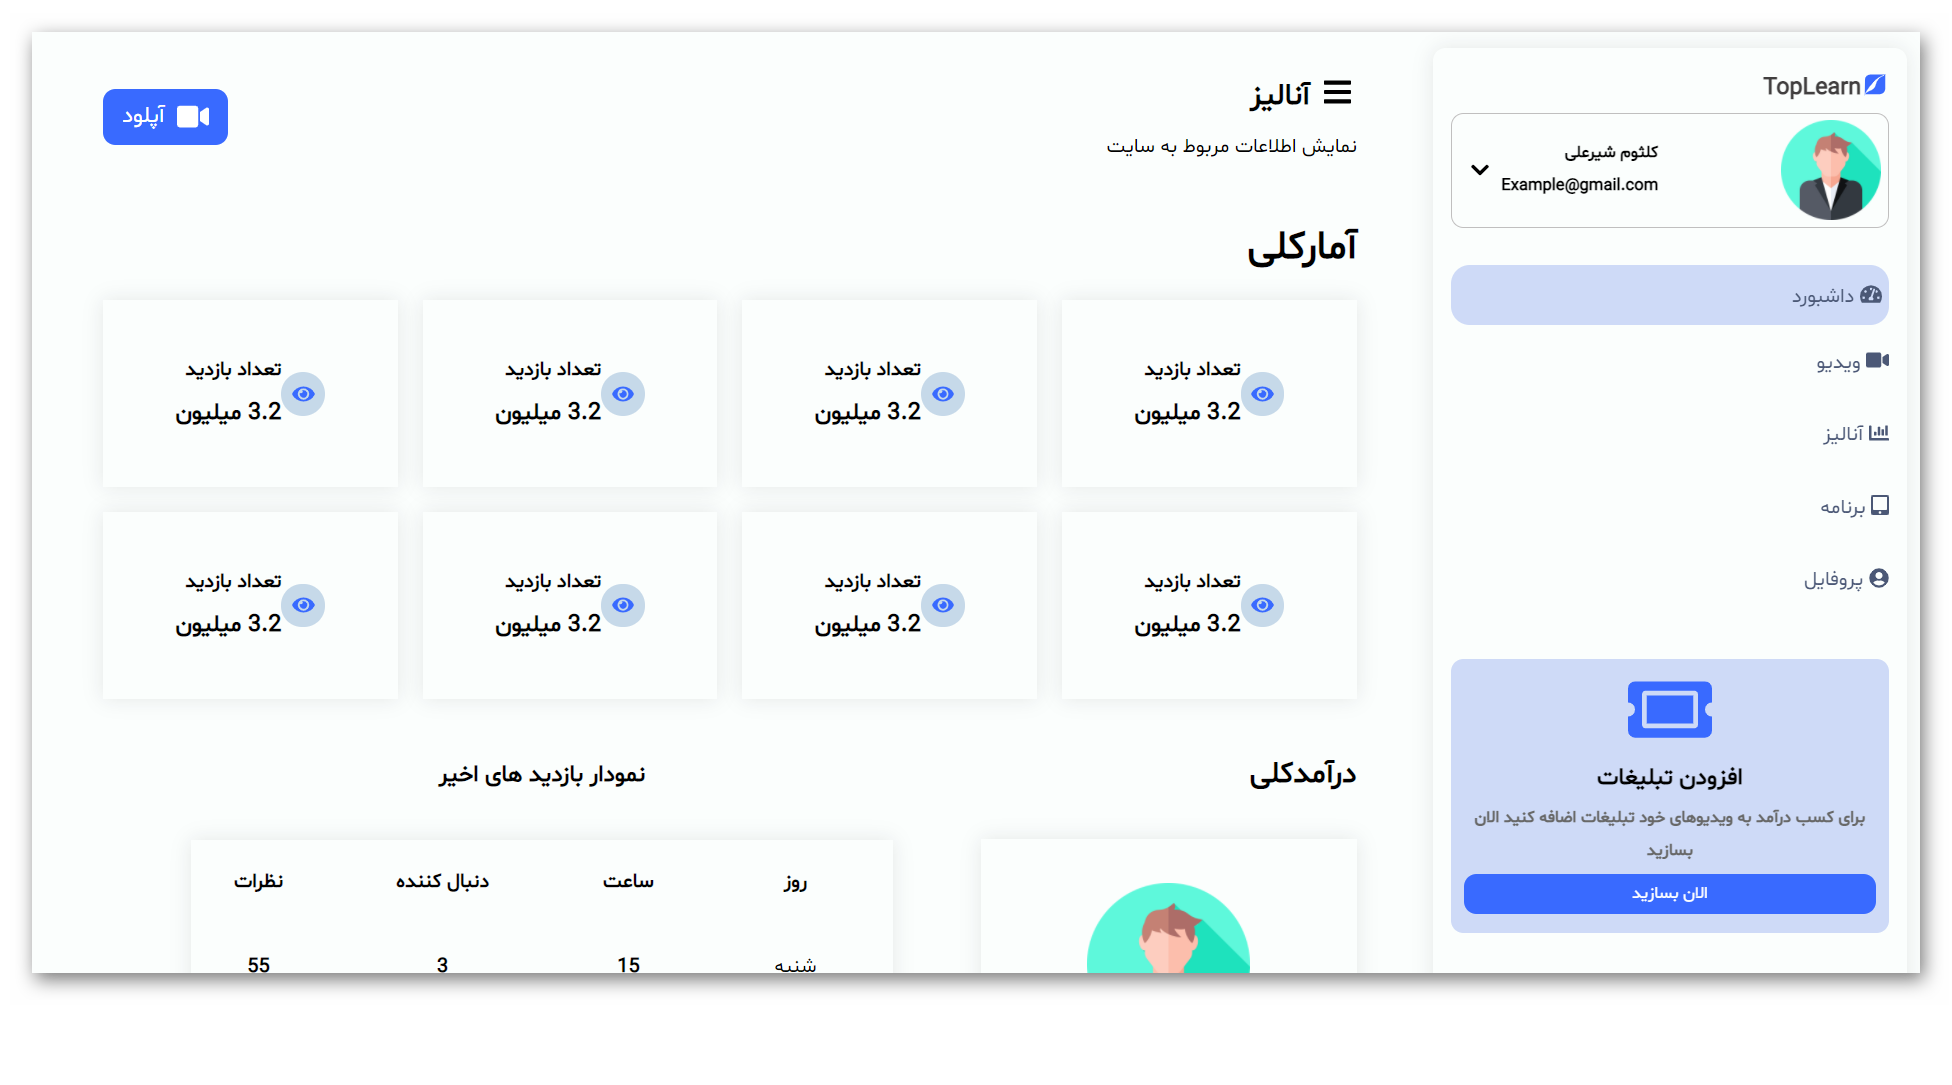 TopLearn
کلثوم شیرعلی
Example@gmail.com
داشبورد
ویدیو
آنالیز
برنامه
پروفایل
افزودن تبلیغات
برای کسب درآمد به ویدیوهای خود تبلیغات اضافه کنید الان
بسازید
الان بسازید
آنالیز
نمایش اطلاعات مربوط به سایت
آپلود
آمارکلی
تعداد بازدید
3.2 میلیون
تعداد بازدید
3.2 میلیون
تعداد بازدید
3.2 میلیون
تعداد بازدید
3.2 میلیون
تعداد بازدید
3.2 میلیون
تعداد بازدید
3.2 میلیون
تعداد بازدید
3.2 میلیون
تعداد بازدید
3.2 میلیون
درآمدکلی
نمودار بازدید های اخیر
روز ساعت دنبال کننده نظرات
شنبه 15 3 55